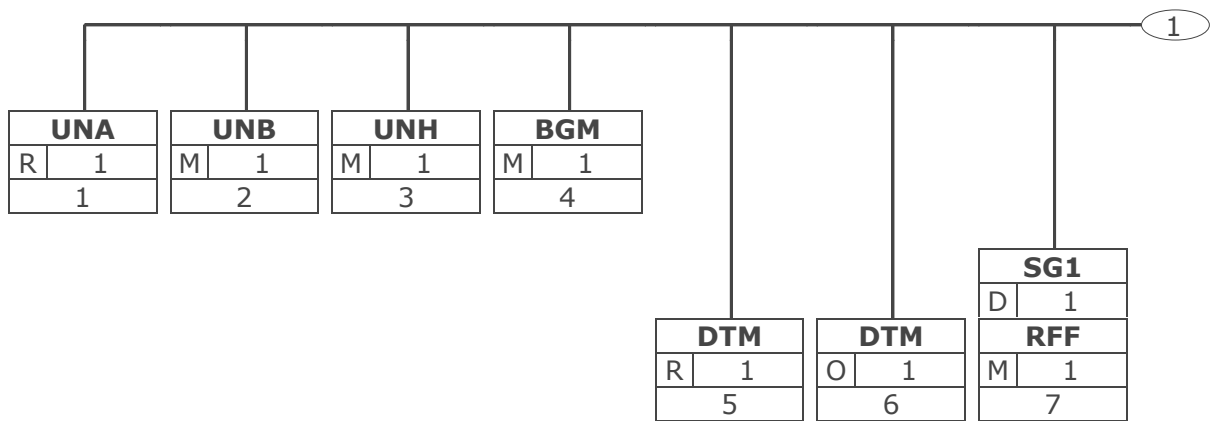 1
UNA UNB UNH BGM
R 1 M 1 M 1 M 1
1 2 3 4
SG1
D 1
DTM DTM RFF
R 1 O 1 M 1
5 6 7